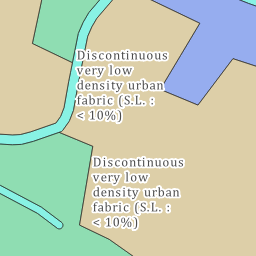 Discontinuous
very low
density urban
fabric (S.L. :
< 10%)
Discontinuous
very low
density urban
fabric (S.L. :
< 10%)